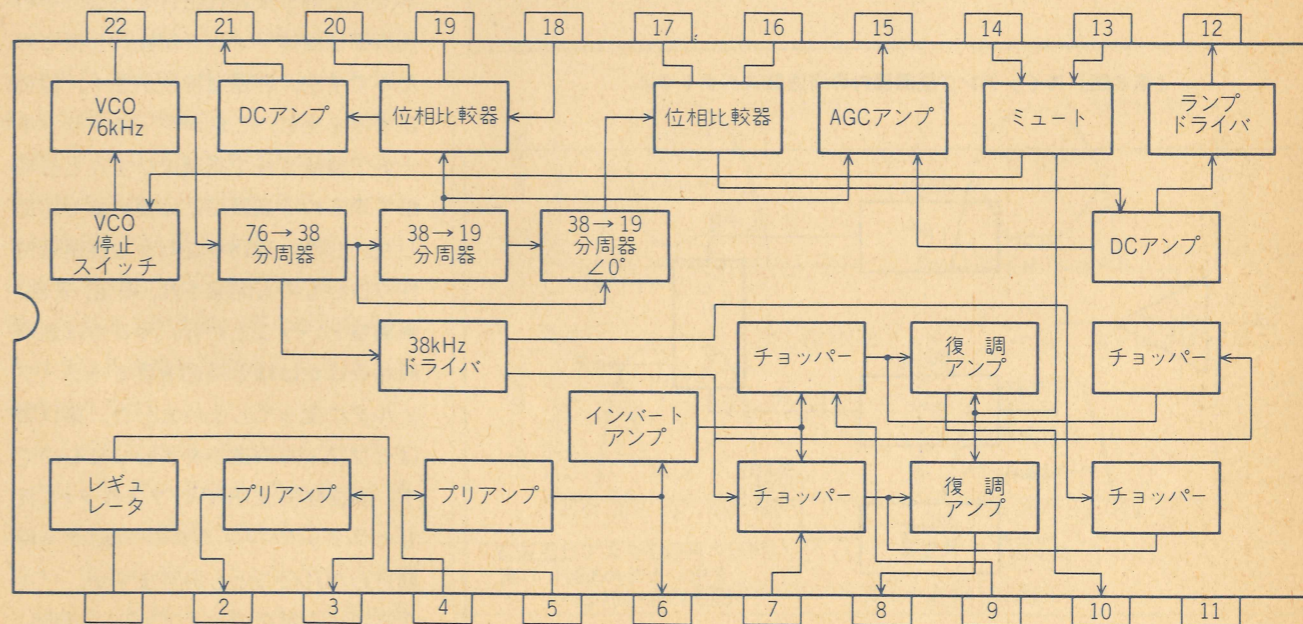 22
21
20
19
18
17
16
15
14
13
12
VCO
76kHz
DCアンプ
位相比較器
位相比較器
AGCアンプ
ミュート
ランプ
ドライバ
VCO
停止
スイッチ
76→38
分周器
38→19
分周器
38→19
分周器
∠0°
DCアンプ
38kHz
ドライバ
チョッパー
復調
アンプ
チョッパー
インバート
アンプ
レギュ
レータ
プリアンプ
プリアンプ
チョッパー
復調
アンプ
チョッパー
2
3
4
5
6
7
8
9
10
11